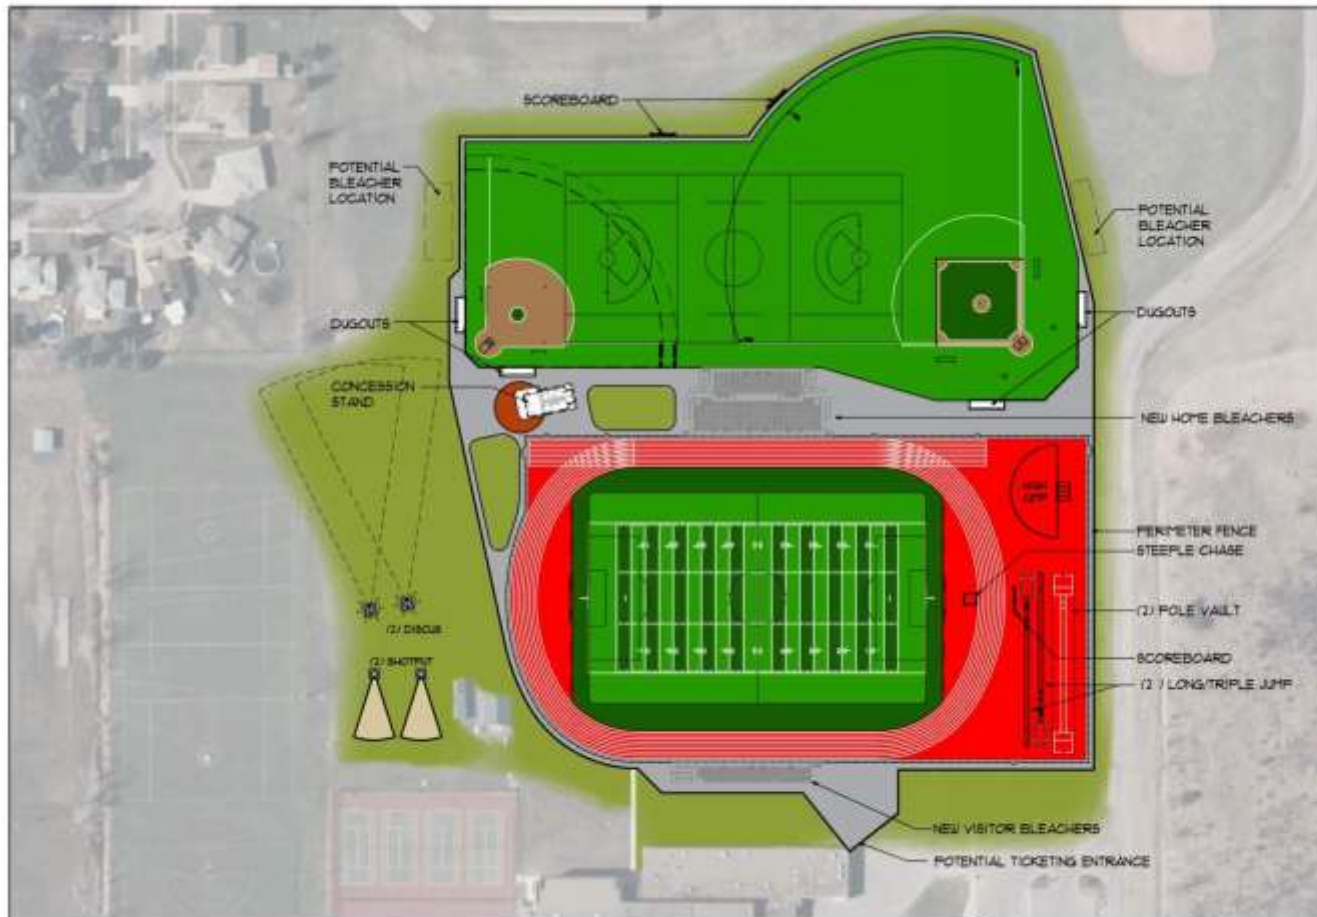 SCOREBOARD
POTENTIAL
BLEACHER
LOCATION
POTENTIAL
BLEACHER
LOCATION
DUGOUTS
DUGOUTS
CONCESSION
STAND
NEW HOME BLEACHERS
HIGH
JUMP
PERIMETER FENCE
STEEPLE CHASE
(2) POLE VAULT
(2) DISCUS
SCOREBOARD
(2) SHOTPUT
(2) LONG/TRIPLE JUMP
NEW VISITOR BLEACHERS
POTENTIAL TICKETING ENTRANCE